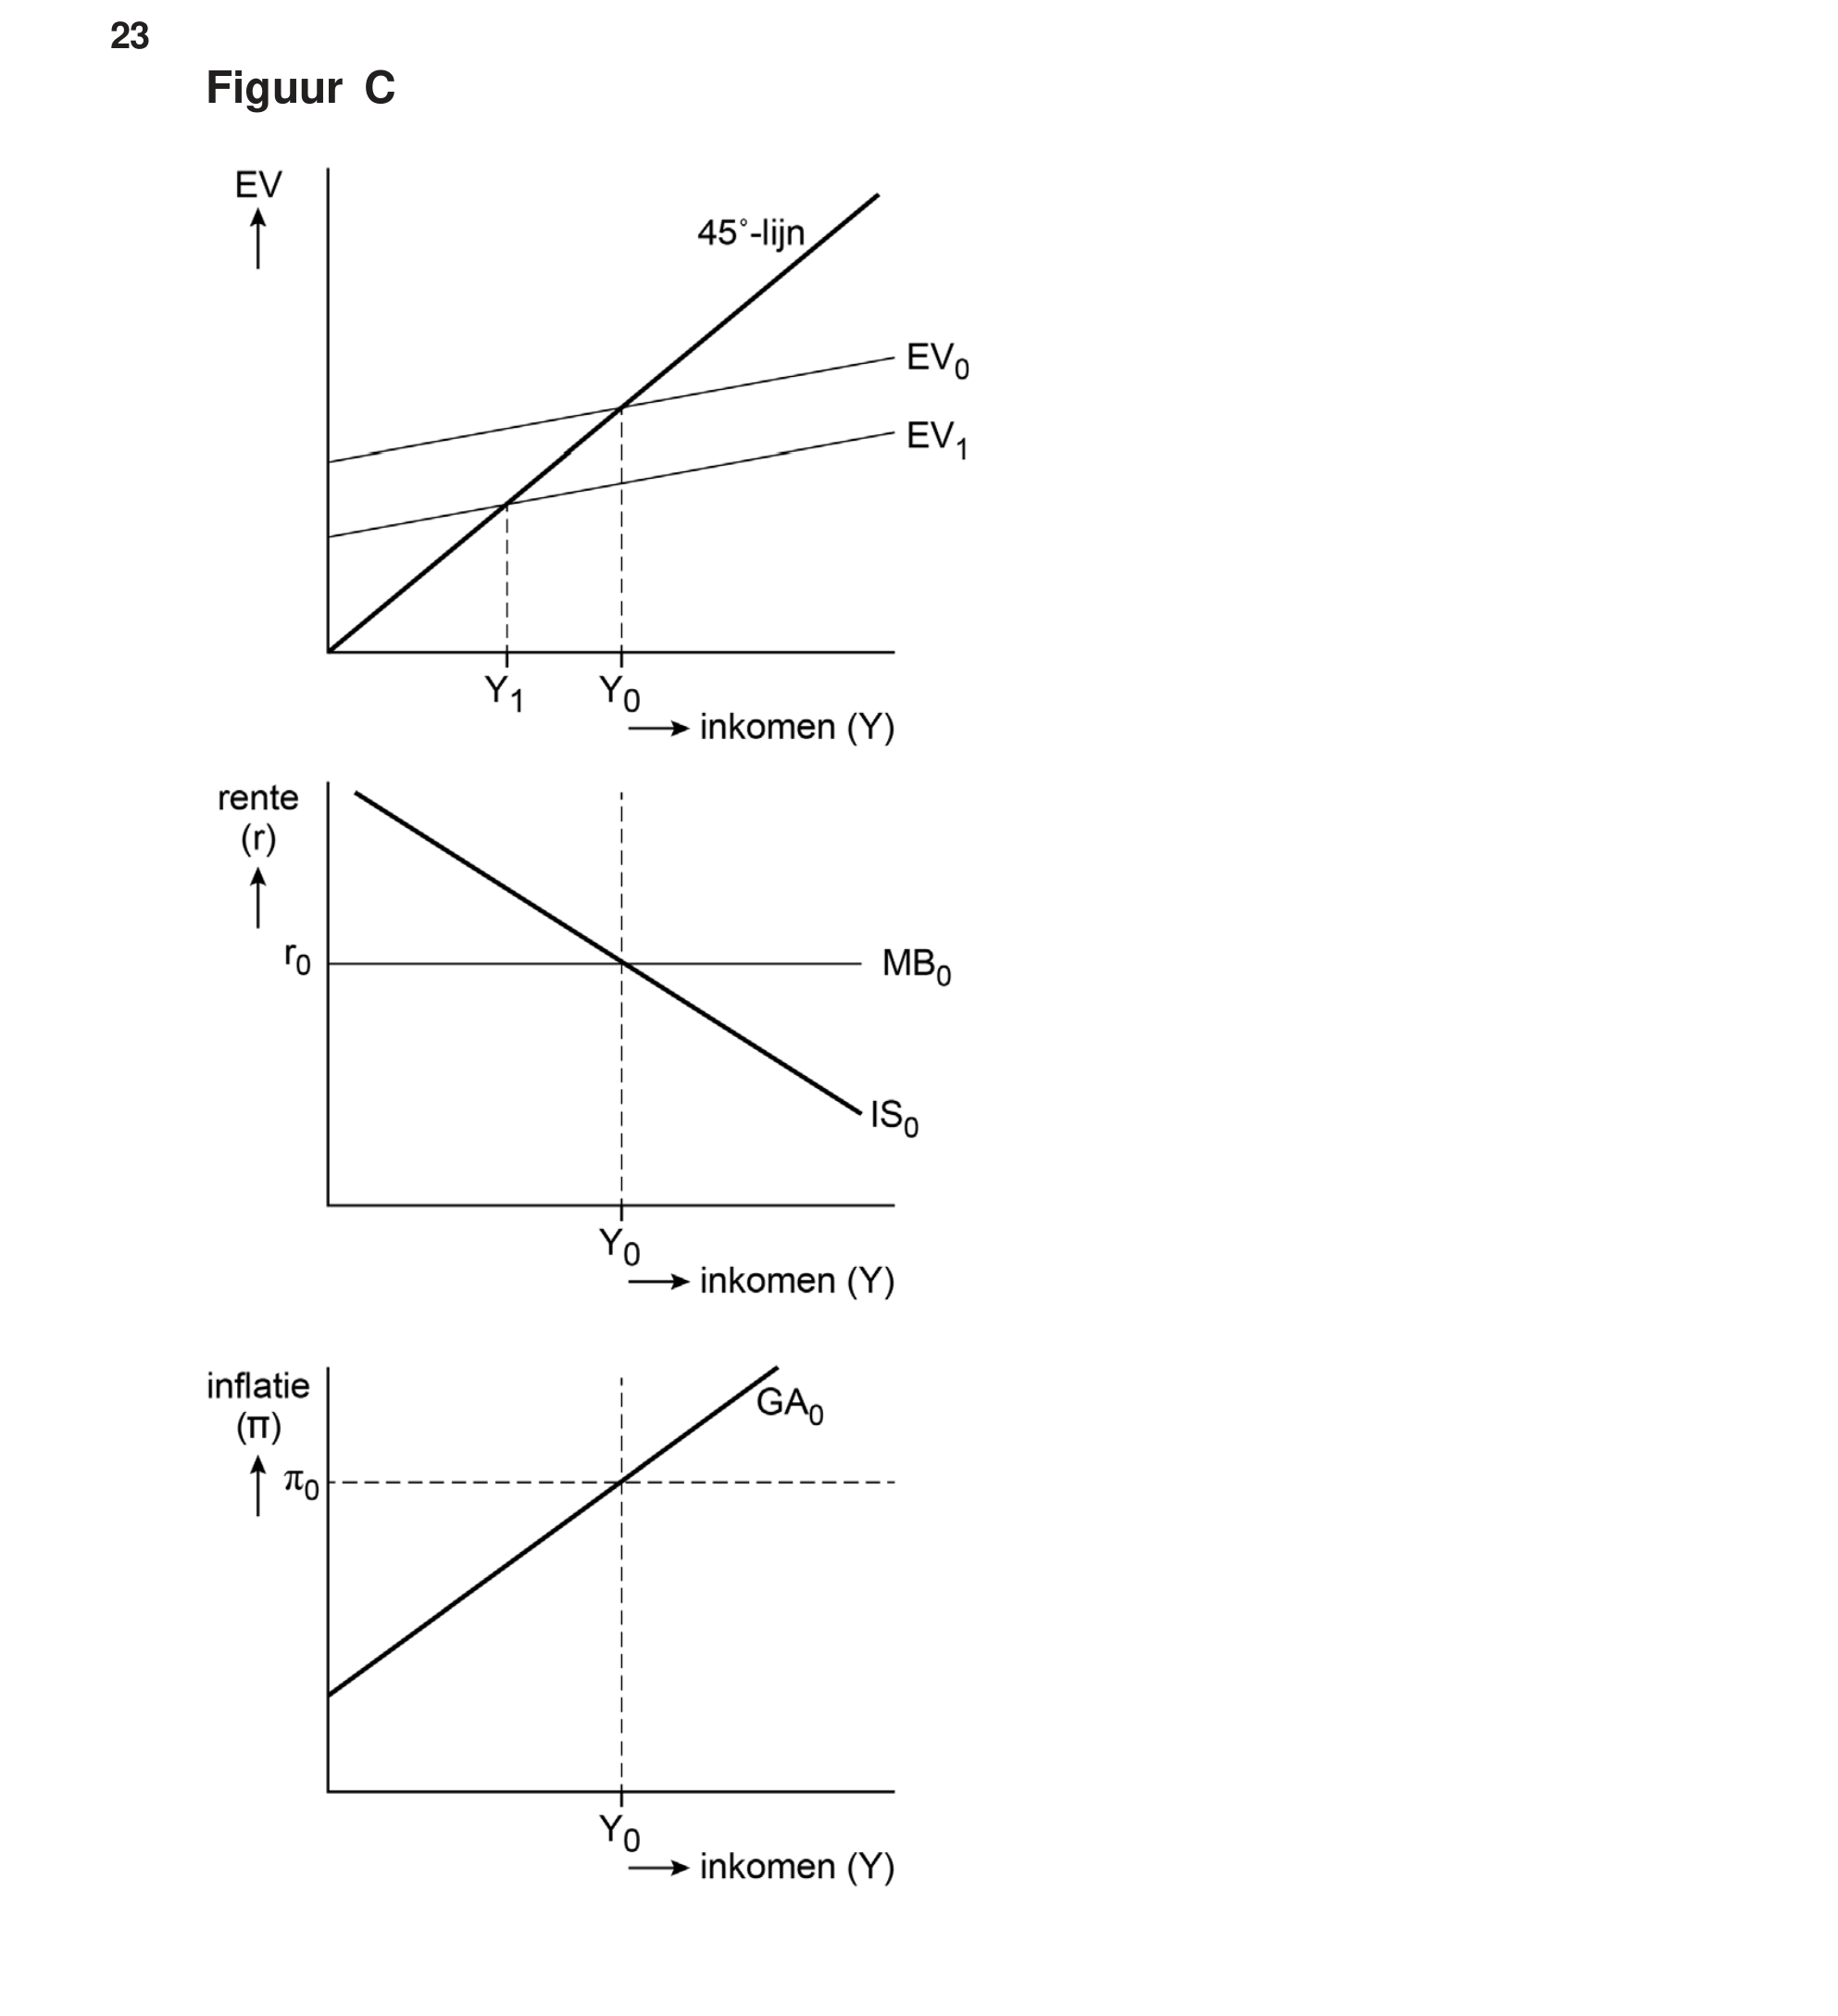 23
Figuur C
EV
45°-lijn
EV0
EV1
Y1
Y0
inkomen (Y)
rente
(r)
r0
MB0
IS0
Y0
inkomen (Y)
inflatie
(π)
GA0
π0
Y0
inkomen (Y)